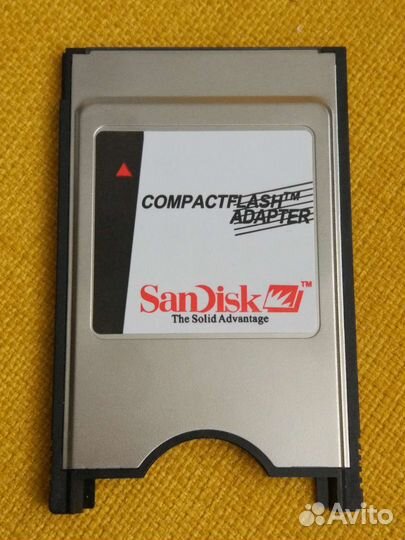 COMPACTFLASH™
ADAPTER
SanDisk™
The Solid Advantage
Avito